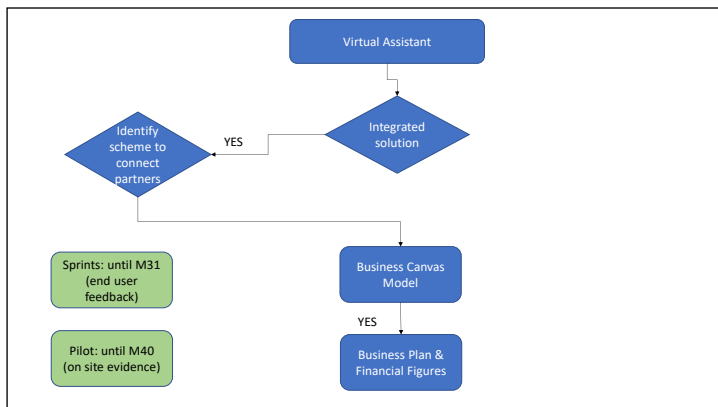 Virtual Assistant
Integrated
solution
YES
Identify
scheme to
connect
partners
Sprints: until M31
(end user
feedback)
Business Canvas
Model
YES
Pilot: until M40
(on site evidence)
Business Plan &
Financial Figures